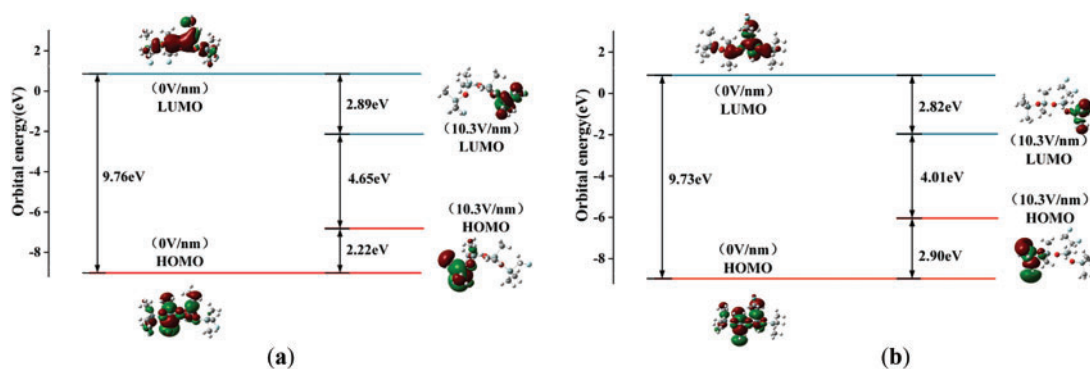 Orbital energy(eV)
2
0
-2
-4
-6
-8
(0V/nm)
LUMO
9.76eV
(0V/nm)
HOMO
2.89eV
4.65eV
2.22eV
(10.3V/nm)
LUMO
(10.3V/nm)
HOMO
(a)
Orbital energy(eV)
2
0
-2
-4
-6
-8
(0V/nm)
LUMO
9.73eV
(0V/nm)
HOMO
2.82eV
4.01eV
2.90eV
(10.3V/nm)
LUMO
(10.3V/nm)
HOMO
(b)